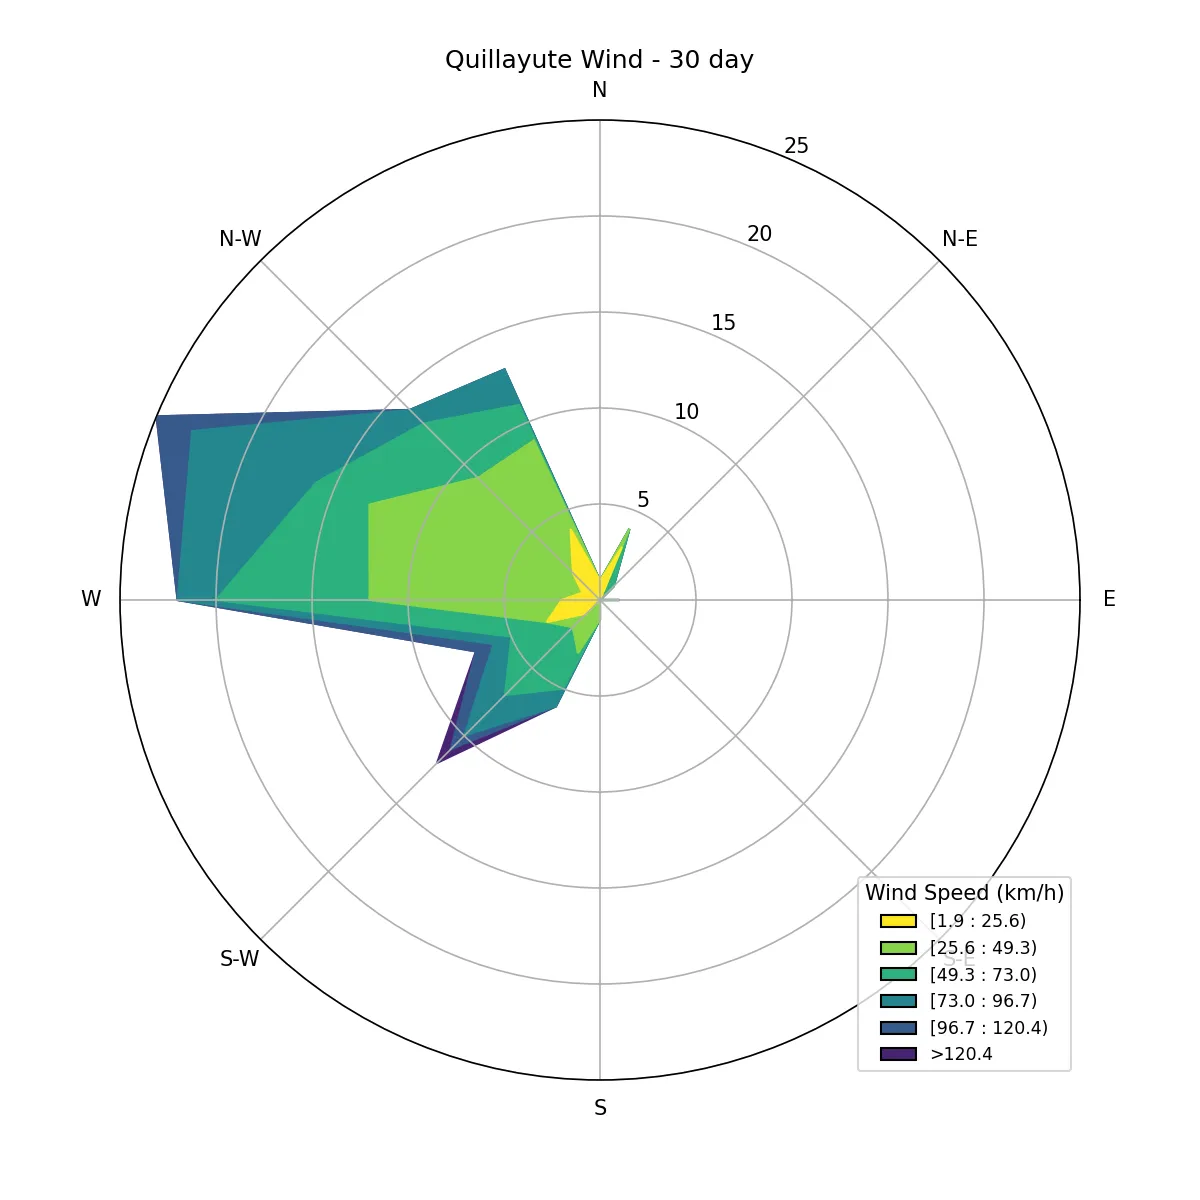 Quillayute Wind - 30 day
N
25
N-W
20
N-E
15
10
5
W
E
S-W
S-E
S
Wind Speed (km/h)
[1.9 : 25.6)
[25.6 : 49.3)
[49.3 : 73.0)
[73.0 : 96.7)
[96.7 : 120.4)
>120.4